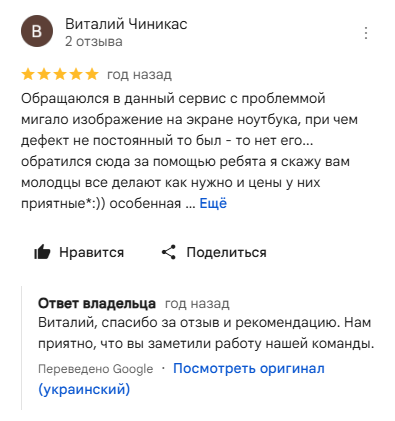 В
Виталий Чиникас
2 отзыва
год назад
Обращаюлся в данный сервис с проблеммой
мигало изображение на экране ноутбука, при чем
дефект не постоянный то был - то нет его...
обратился сюда за помощью ребята я скажу вам
молодцы все делают как нужно и цены у них
приятные*:)) особенная ... Ещё
Нравится
Поделиться
Ответ владельца год назад
Виталий, спасибо за отзыв и рекомендацию. Нам
приятно, что вы заметили работу нашей команды.
Переведено Google · Посмотреть оригинал
(украинский)